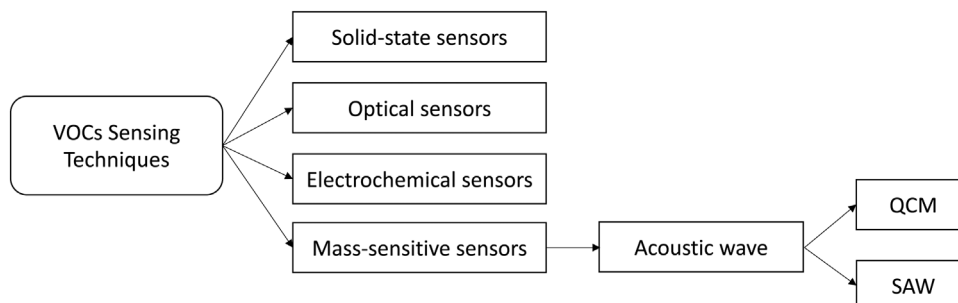 VOCs Sensing
Techniques
Solid-state sensors
Optical sensors
Electrochemical sensors
Mass-sensitive sensors
Acoustic wave
QCM
SAW